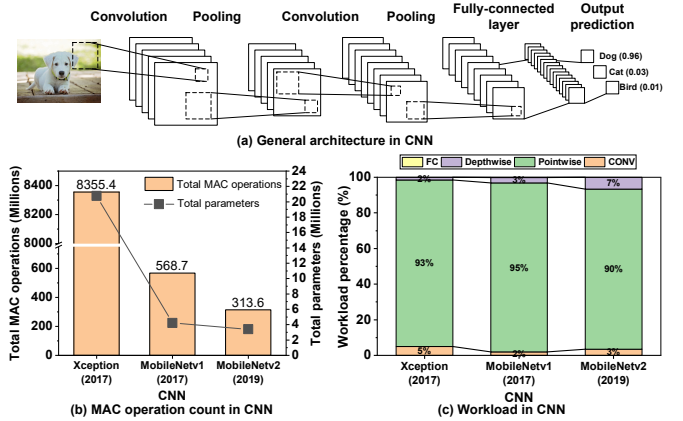 Convolution Pooling Convolution Pooling Fully-connected layer Output prediction
Dog (0.96)
Cat (0.03)
Bird (0.01)
(a) General architecture in CNN
Total MAC operations (Millions)
8400
8200
8000
600
400
200
0
8355.4
568.7
313.6
Total MAC operations
Total parameters
24
22
20
18
16
14
12
10
8
6
4
2
0
Total parameters (Millions)
Xception (2017)
MobileNetv1 (2017)
MobileNetv2 (2019)
CNN
(b) MAC operation count in CNN
FC Depthwise Pointwise CONV
Workload percentage (%)
100
80
60
40
20
0
2% 3% 7%
93% 95% 90%
5% 2% 3%
Xception (2017)
MobileNetv1 (2017)
MobileNetv2 (2019)
CNN
(c) Workload in CNN